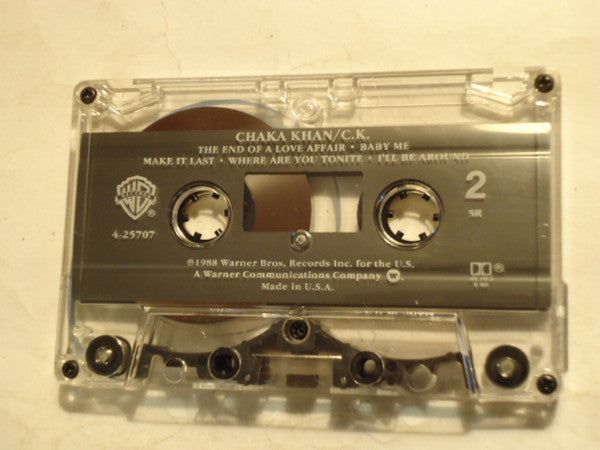 CHAKA KHAN/C.K.
THE END OF A LOVE AFFAIR • BABY ME
MAKE IT LAST • WHERE ARE YOU TONITE • I'LL BE AROUND
2
SR
RECORDS
®
4-25707
℗1988 Warner Bros. Records Inc. for the U.S.
A Warner Communications Company
Made in U.S.A.
®